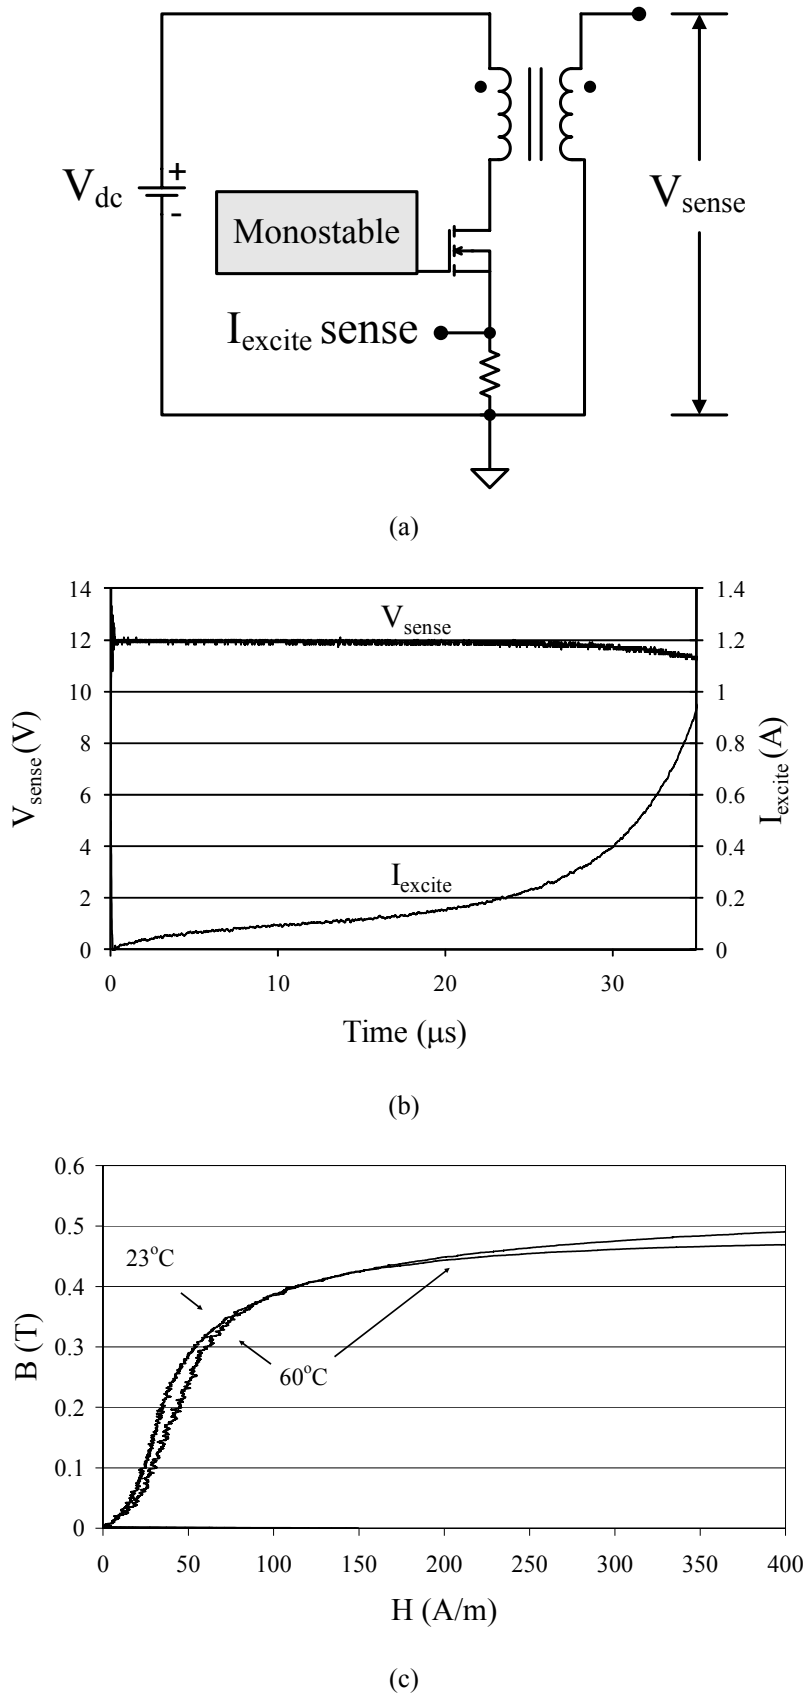 +
V_dc
-
Monostable
V_sense
I_excite sense
(a)
14 1.4
V_sense
12 1.2
10 1
8 0.8
6 0.6
4 0.4
I_excite
2 0.2
0 0
V_sense (V)
I_excite (A)
0 10 20 30
Time (μs)
(b)
0.6
0.5
23°C
0.4
0.3
60°C
0.2
0.1
0
B (T)
0 50 100 150 200 250 300 350 400
H (A/m)
(c)